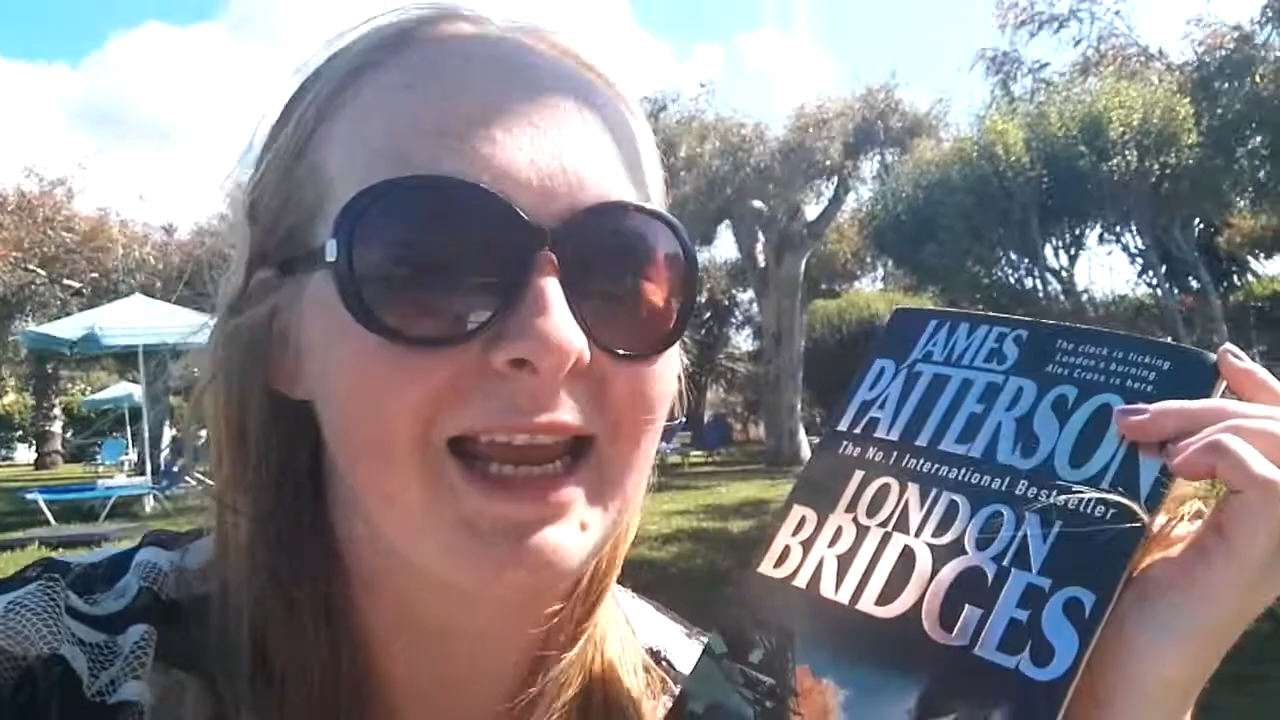 JAMES
PATTERSON
The clock is ticking.
London's burning.
Alex Cross is here.
The No.1 International Bestseller
LONDON
BRIDGES